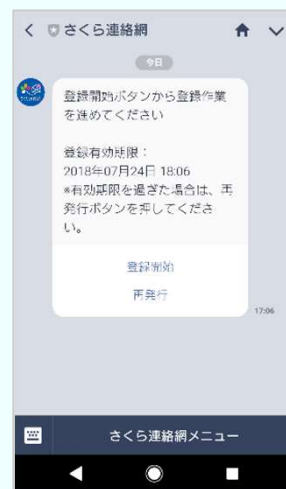 さくら連絡網
今日
登録開始ボタンから登録作業
を進めてください
登録有効期限：
2018年07月24日 18:06
*有効期限を過ぎた場合は、再
発行ボタンを押してくださ
い。
登録開始
再発行
17:06
さくら連絡網メニュー